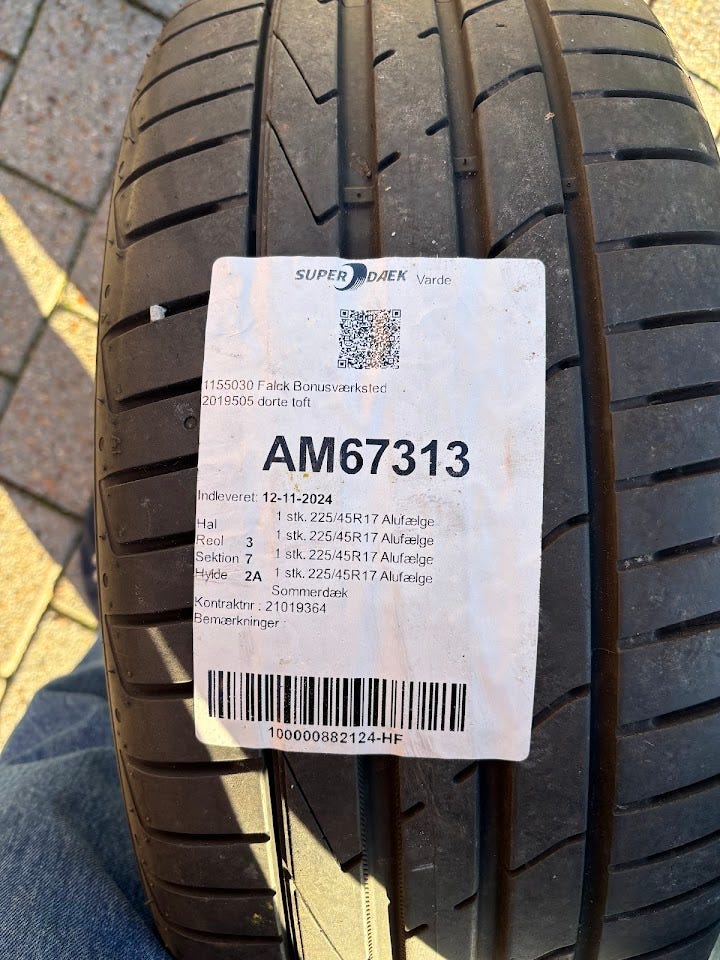 SUPER DÆK Varde
1155030 Falck Bonusværksted
2019505 dorte toft
AM67313
Indleveret: 12-11-2024
Hal 1 stk. 225/45R17 Alufælge
Reol 3 1 stk. 225/45R17 Alufælge
Sektion 7 1 stk. 225/45R17 Alufælge
Hylde 2A 1 stk. 225/45R17 Alufælge
Sommerdæk
Kontraktnr : 21019364
Bemærkninger :
100000882124-HF